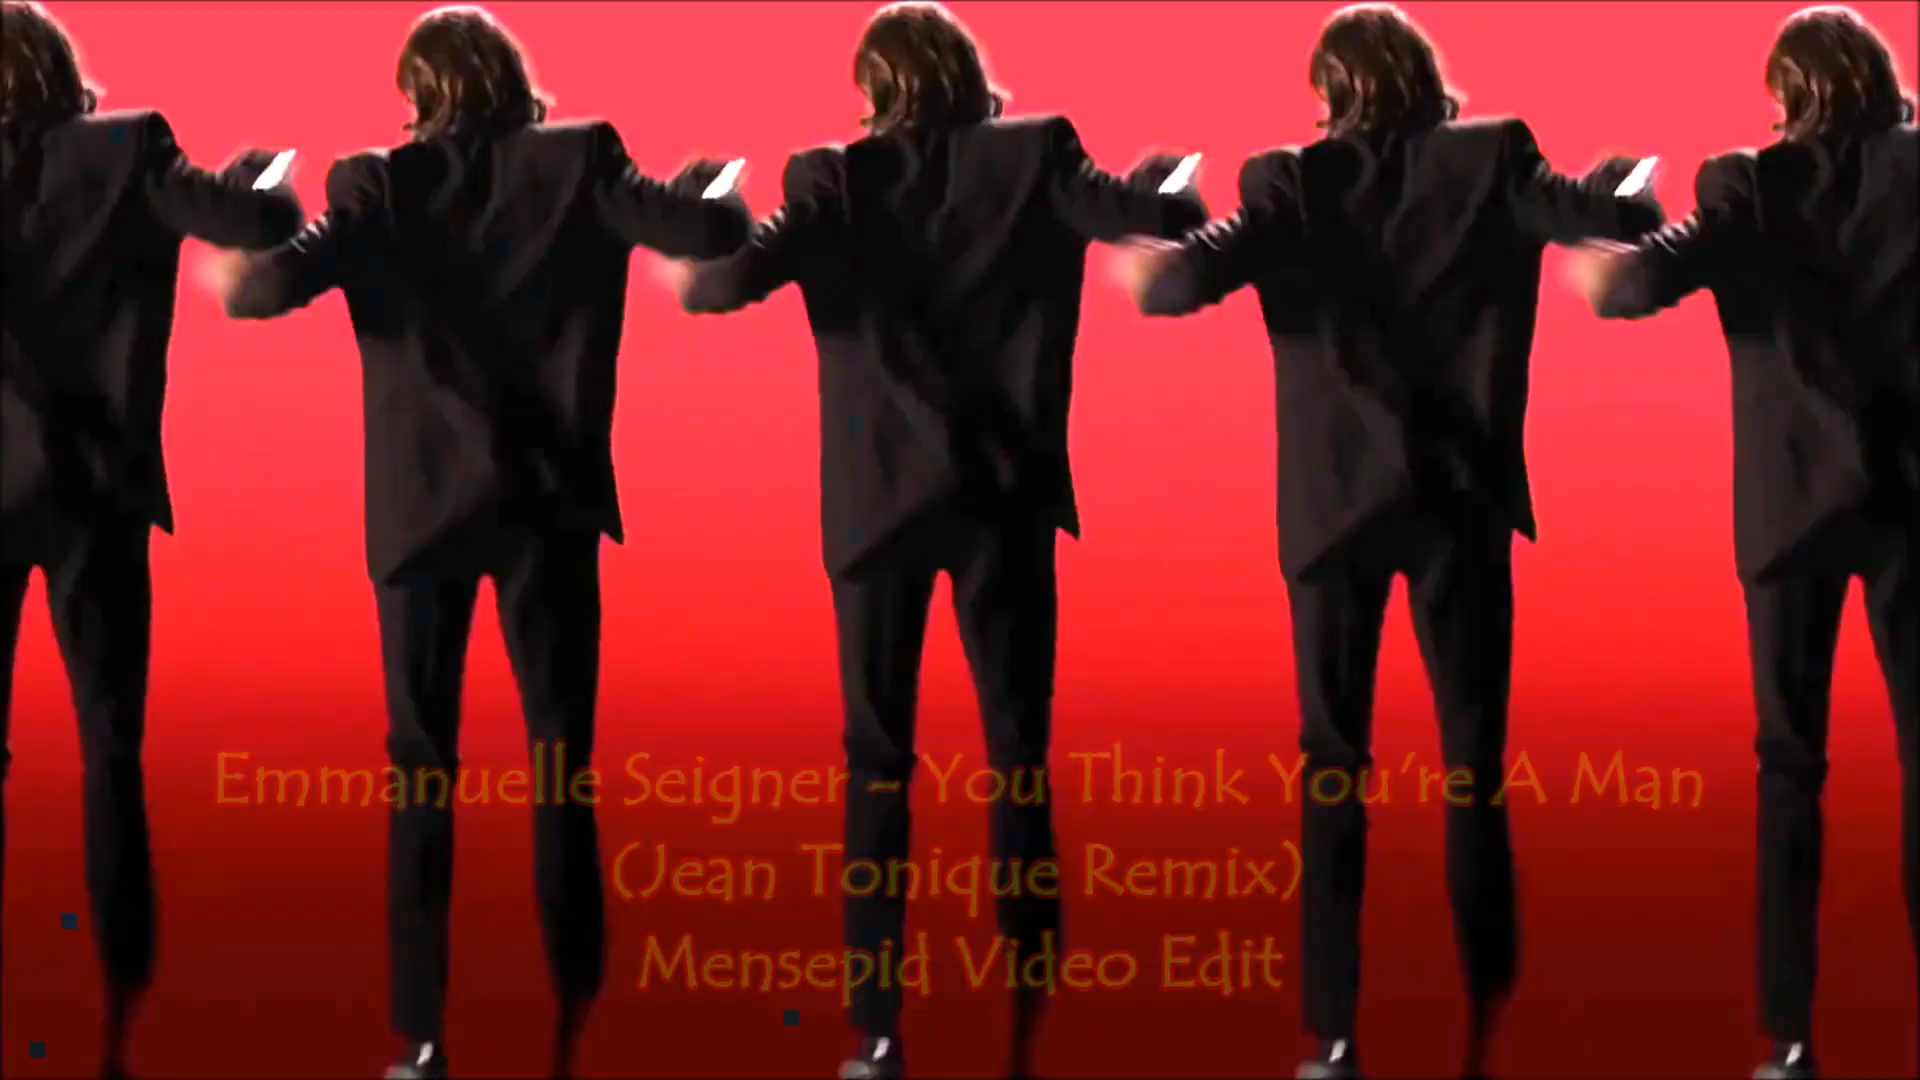 Emmanuelle Seigner - You Think You're A Man
(Jean Tonique Remix)
Mensepid Video Edit